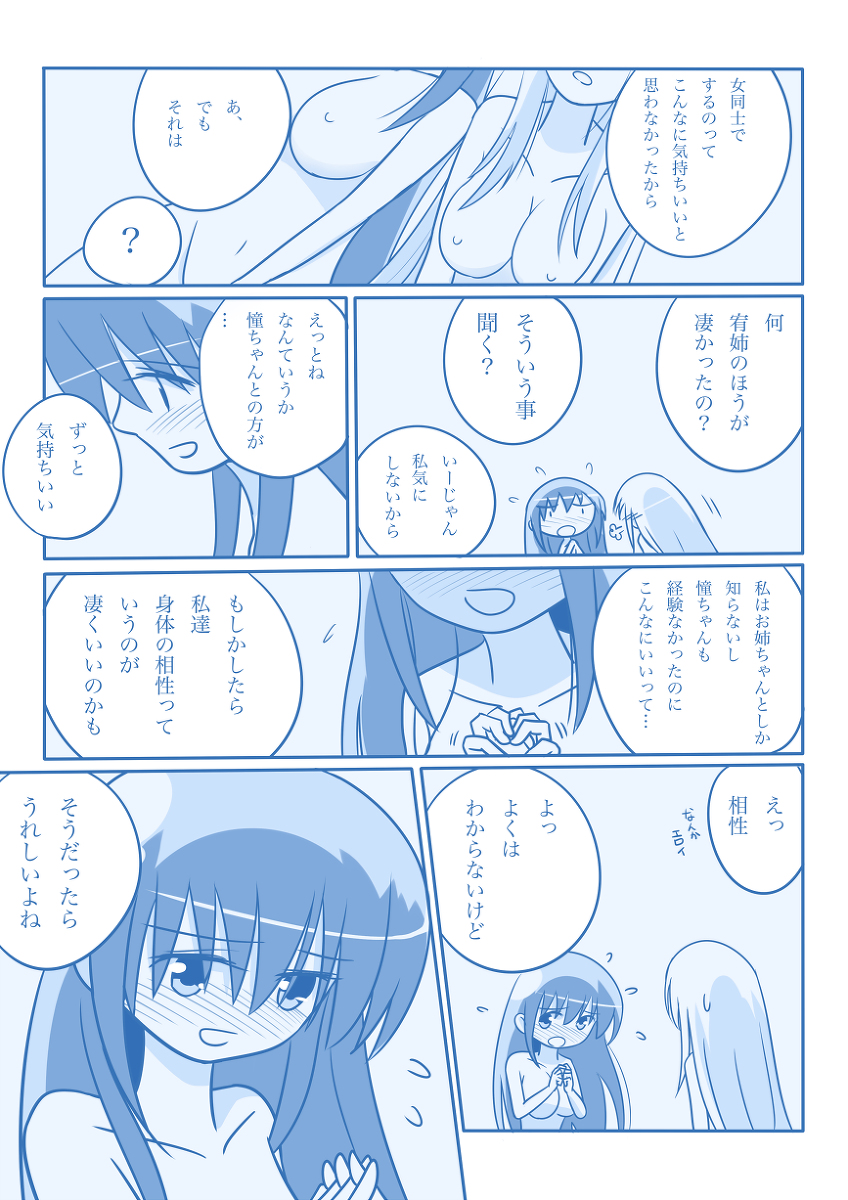 女同士で
するのって
こんなに気持ちいいと
思わなかったから
あ、
でも
それは
?
何
宥姉のほうが
凄かったの?
そういう事
聞く?
いーじゃん
私気に
しないから
えっとね
なんていうか
憧ちゃんとの方が
…
ずっと
気持ちいい
私はお姉ちゃんとしか
知らないし
憧ちゃんも
経験なかったのに
こんなにいいって…
もしかしたら
私達
身体の相性って
いうのが
凄くいいのかも
えっ
相性
なんか
エロイ
よっ
よくは
わからないけど
そうだったら
うれしいよね